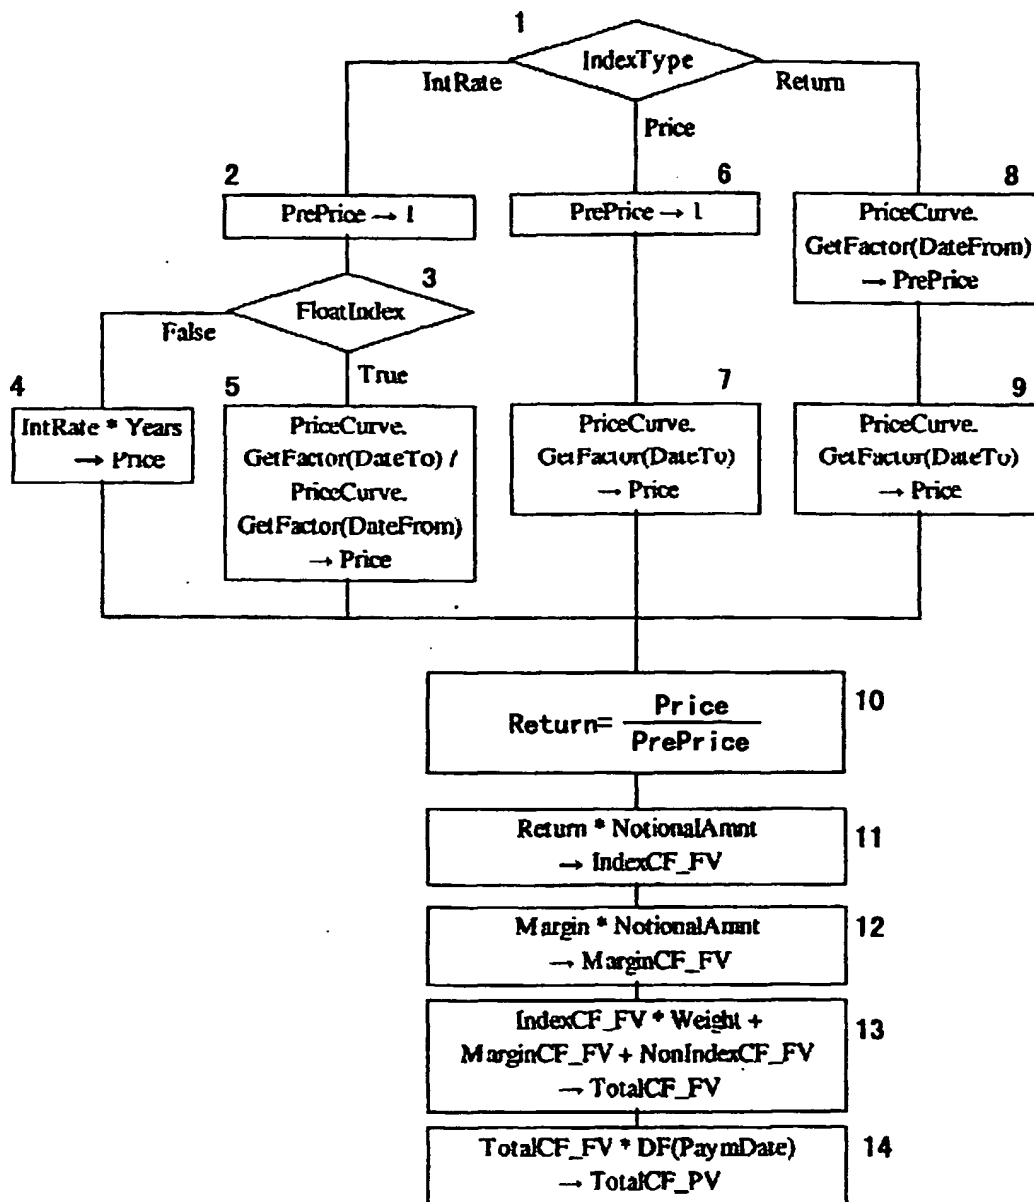 1
IndexType
IntRate
Return
Price
2
PrePrice → 1
6
PrePrice → 1
8
PriceCurve.
GetFactor(DateFrom)
→ PrePrice
3
FloatIndex
False
True
4
IntRate * Years
→ Price
5
PriceCurve.
GetFactor(DateTo) /
PriceCurve.
GetFactor(DateFrom)
→ Price
7
PriceCurve.
GetFactor(DateTo)
→ Price
9
PriceCurve.
GetFactor(DateTo)
→ Price
10
Return= Price
PrePrice
Return * NotionalAmnt
→ IndexCF_FV
11
Margin * NotionalAmnt
→ MarginCF_FV
12
IndexCF_FV * Weight +
MarginCF_FV + NonIndexCF_FV
→ TotalCF_FV
13
TotalCF_FV * DF(PaymDate)
→ TotalCF_PV
14